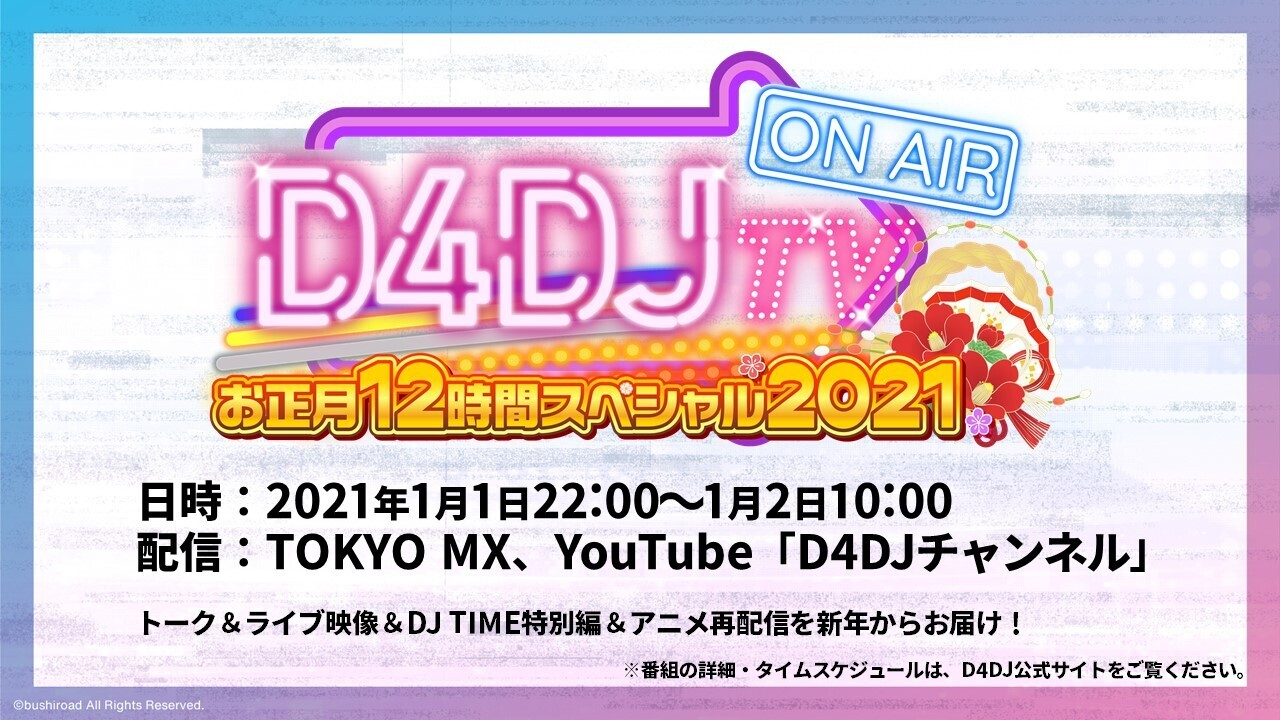 ON AIR
D4DJ TV
お正月12時間スペシャル2021
日時：2021年1月1日22:00～1月2日10:00
配信：TOKYO MX、YouTube「D4DJチャンネル」
トーク＆ライブ映像＆DJ TIME特別編＆アニメ再配信を新年からお届け！
※番組の詳細・タイムスケジュールは、D4DJ公式サイトをご覧ください。
©bushiroad All Rights Reserved.